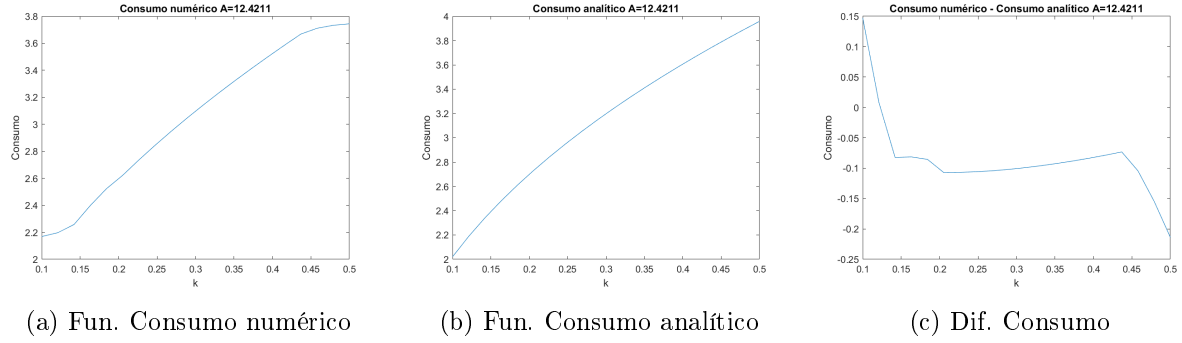 Consumo numérico A=12.4211
3.8
3.6
3.4
3.2
3
2.8
2.6
2.4
2.2
2
Consumo
0.1 0.15 0.2 0.25 0.3 0.35 0.4 0.45 0.5
k
(a) Fun. Consumo numérico
Consumo analítico A=12.4211
4
3.8
3.6
3.4
3.2
3
2.8
2.6
2.4
2.2
2
Consumo
0.1 0.15 0.2 0.25 0.3 0.35 0.4 0.45 0.5
k
(b) Fun. Consumo analítico
Consumo numérico - Consumo analítico A=12.4211
0.15
0.1
0.05
0
-0.05
-0.1
-0.15
-0.2
-0.25
Consumo
0.1 0.15 0.2 0.25 0.3 0.35 0.4 0.45 0.5
k
(c) Dif. Consumo